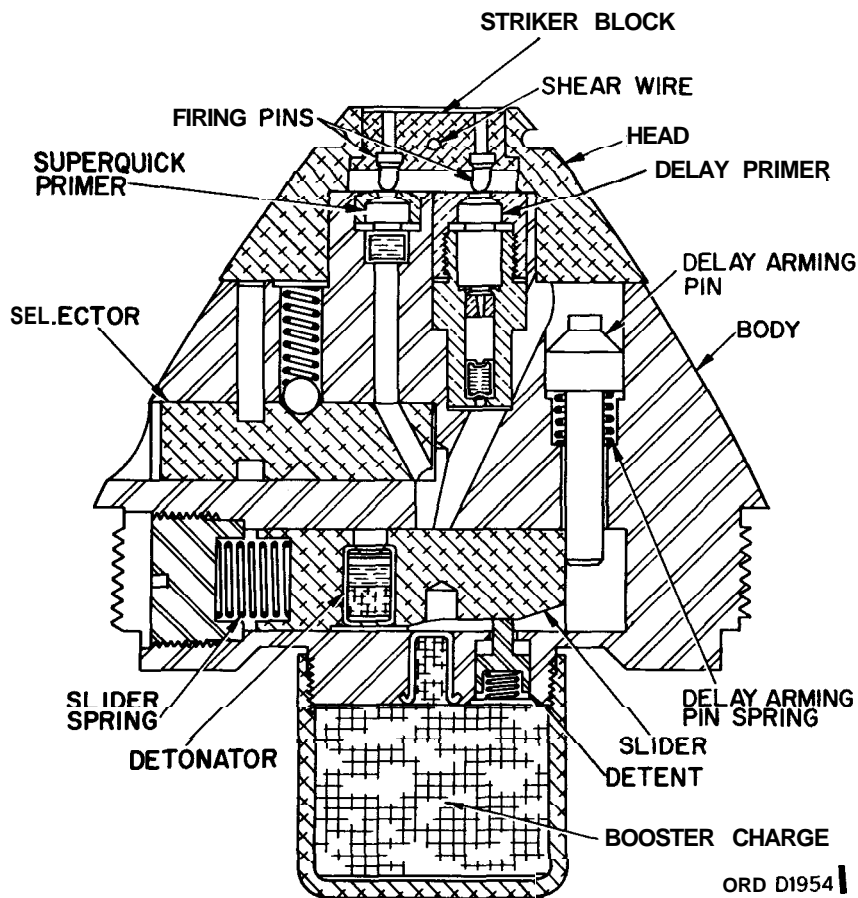 STRIKER BLOCK
SHEAR WIRE
FIRING PINS
HEAD
SUPERQUICK
PRIMER
DELAY PRIMER
DELAY ARMING
PIN
SEL.ECTOR
BODY
SLIDER
SPRING
DETONATOR
DELAY ARMING
PIN SPRING
SLIDER
DETENT
BOOSTER CHARGE
ORD D1954